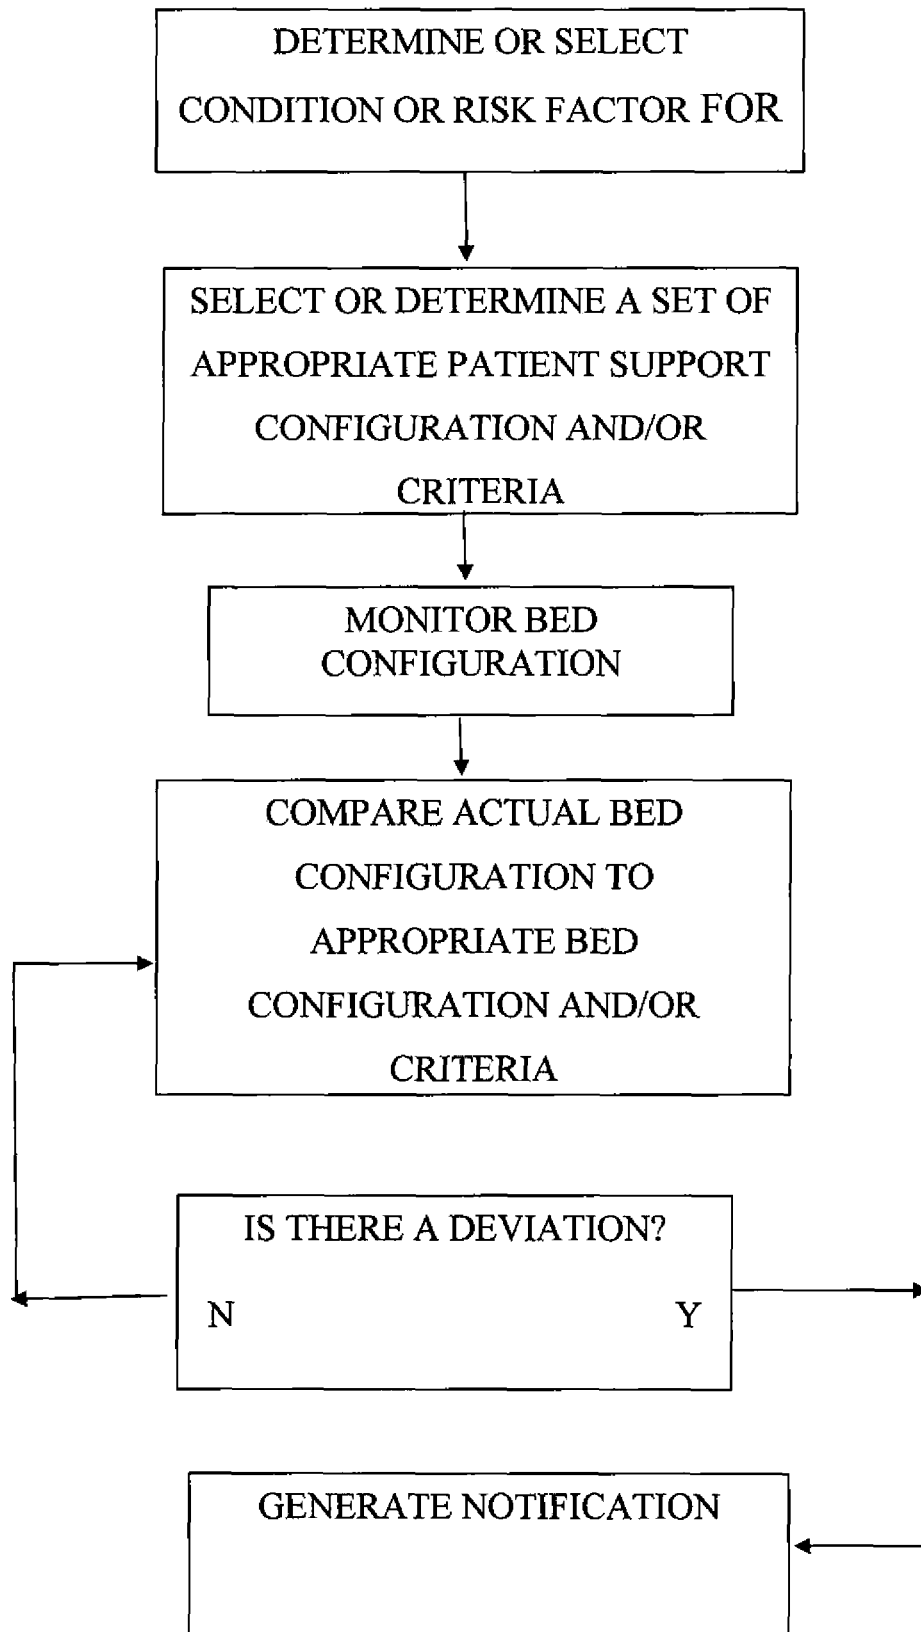 DETERMINE OR SELECT
CONDITION OR RISK FACTOR FOR
SELECT OR DETERMINE A SET OF
APPROPRIATE PATIENT SUPPORT
CONFIGURATION AND/OR
CRITERIA
MONITOR BED
CONFIGURATION
COMPARE ACTUAL BED
CONFIGURATION TO
APPROPRIATE BED
CONFIGURATION AND/OR
CRITERIA
IS THERE A DEVIATION?
N Y
GENERATE NOTIFICATION